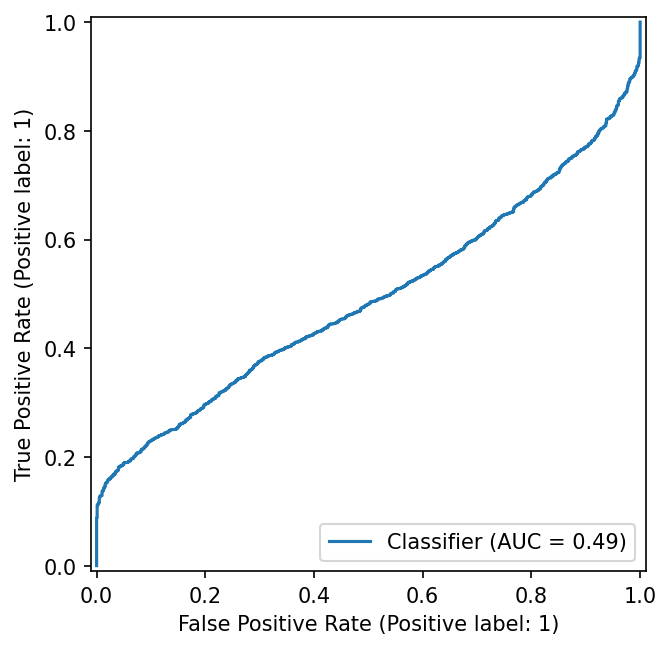 True Positive Rate (Positive label: 1)
1.0
0.8
0.6
0.4
0.2
0.0
Classifier (AUC = 0.49)
0.0 0.2 0.4 0.6 0.8 1.0
False Positive Rate (Positive label: 1)